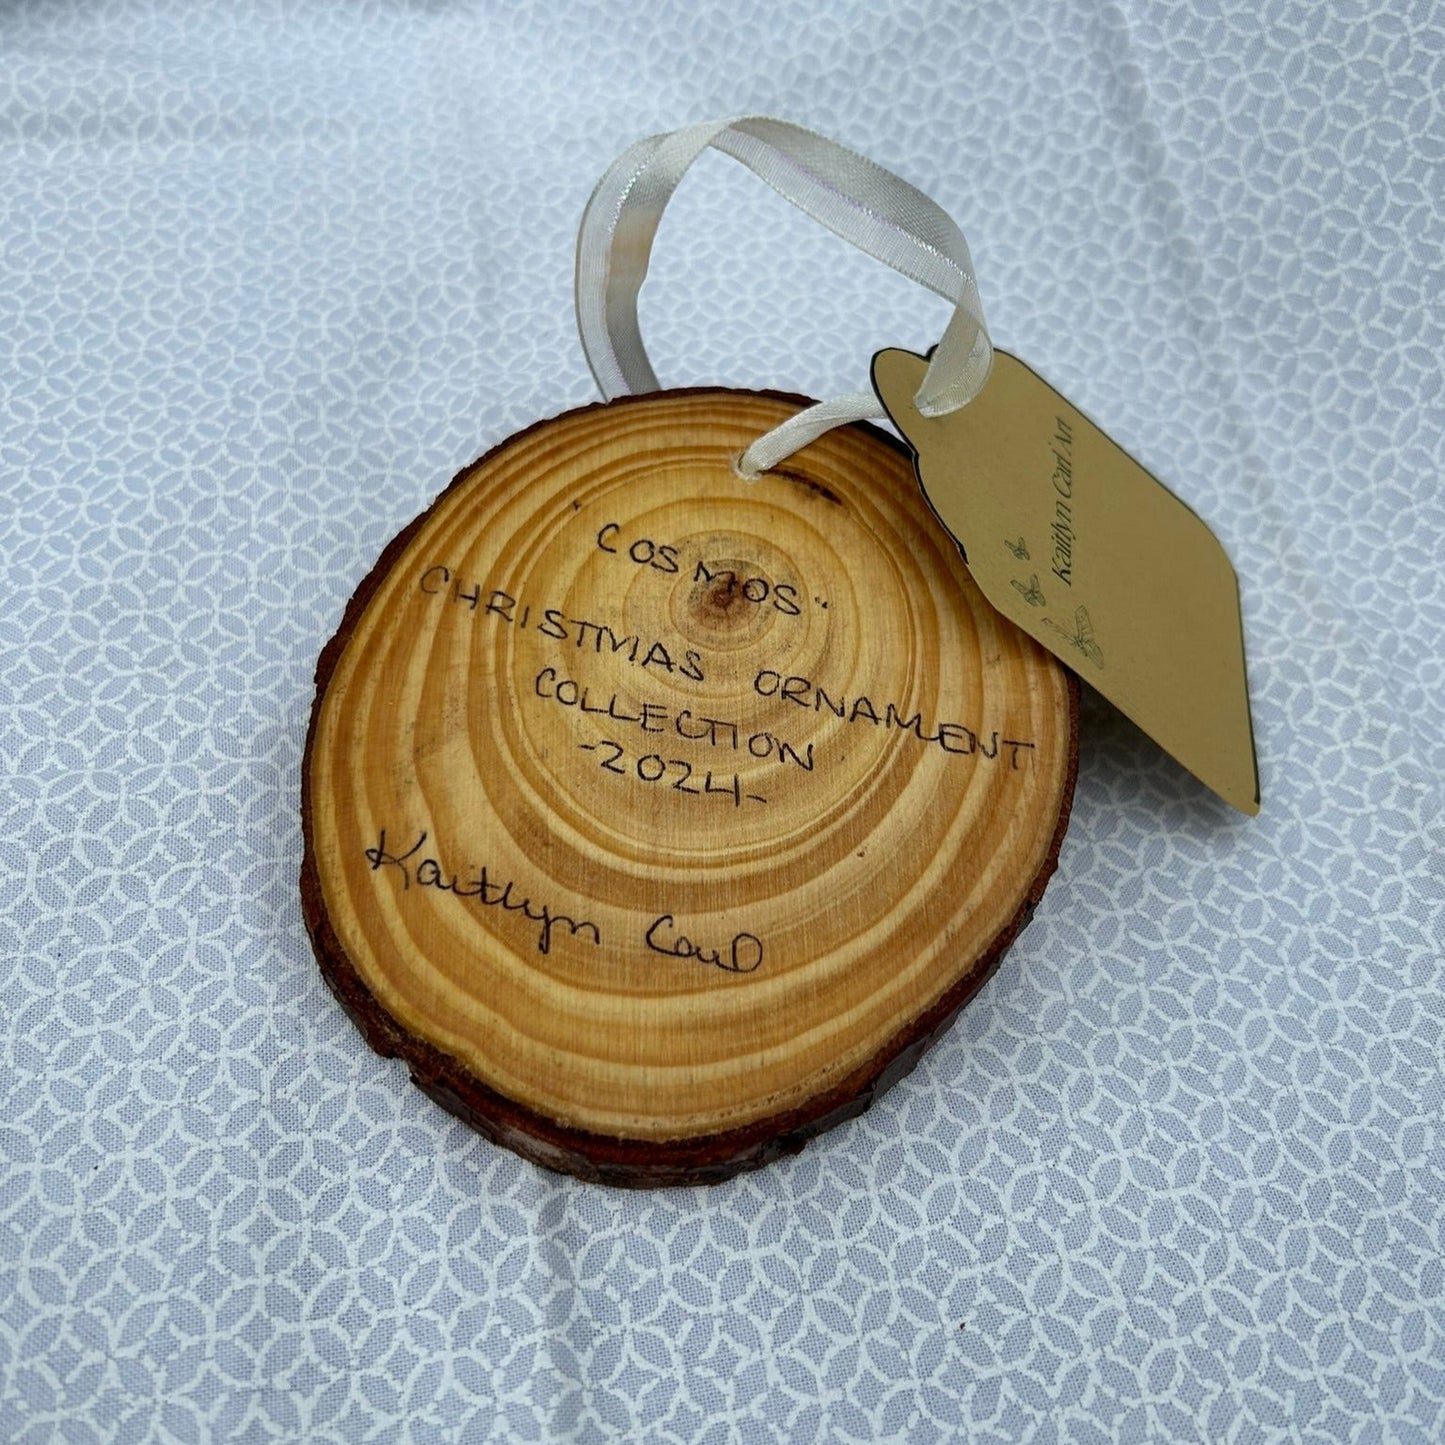 "COSMOS"
CHRISTMAS ORNAMENT
COLLECTION
-2024-
Kaitlyn Carl
Kaitlyn Carl Art